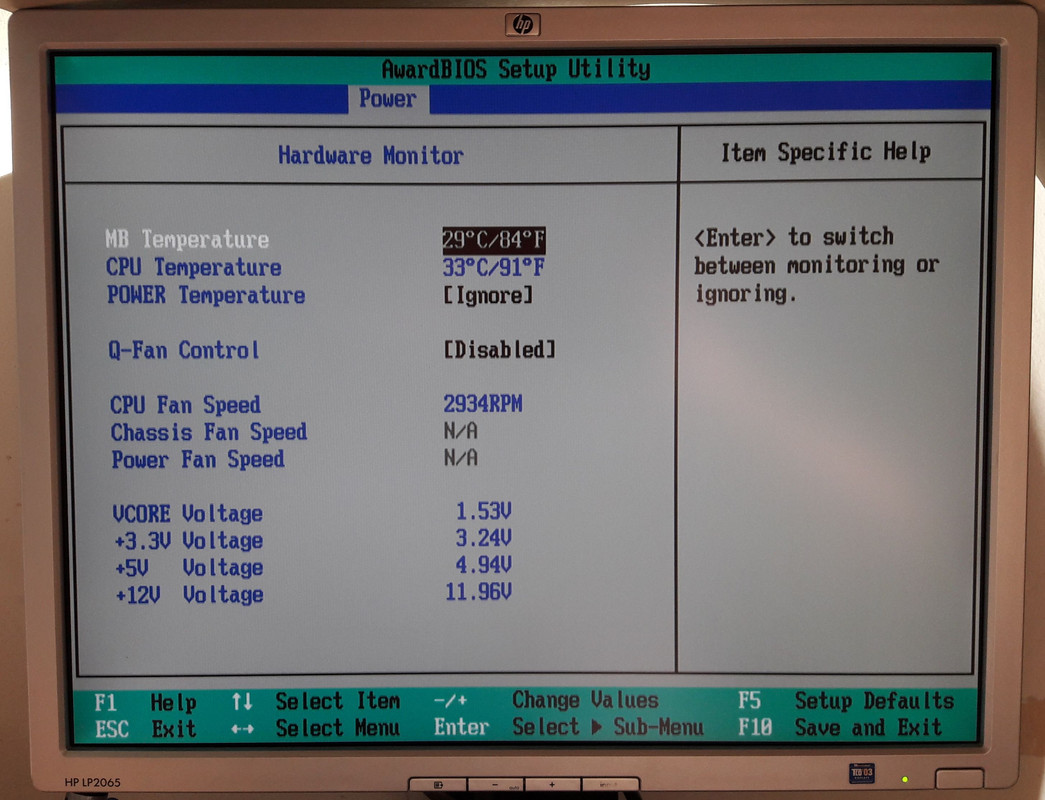 hp
AwardBIOS Setup Utility
Power
Hardware Monitor
Item Specific Help
MB Temperature 29°C/84°F
CPU Temperature 33°C/91°F
POWER Temperature [Ignore]
Q-Fan Control [Disabled]
CPU Fan Speed 2934RPM
Chassis Fan Speed N/A
Power Fan Speed N/A
VCORE Voltage 1.53V
+3.3V Voltage 3.24V
+5V Voltage 4.94V
+12V Voltage 11.96V
<Enter> to switch
between monitoring or
ignoring.
F1 Help ↑↓ Select Item -/+ Change Values F5 Setup Defaults
ESC Exit ←→ Select Menu Enter Select ▶ Sub-Menu F10 Save and Exit
HP LP2065
TCO'03
- +